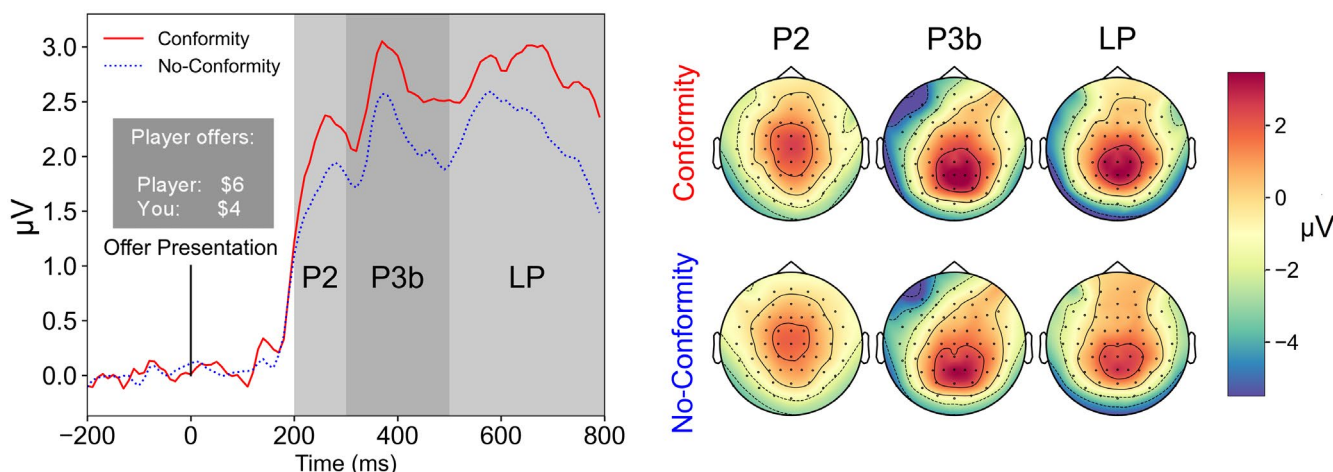 3.0
2.5
2.0
1.5
1.0
0.5
0.0
μV
Conformity
No-Conformity
Player offers:
Player: $6
You: $4
Offer Presentation
P2
P3b
LP
−200
0
200
400
600
800
Time (ms)
P2
P3b
LP
Conformity
No-Conformity
2
0
−2
−4
μV